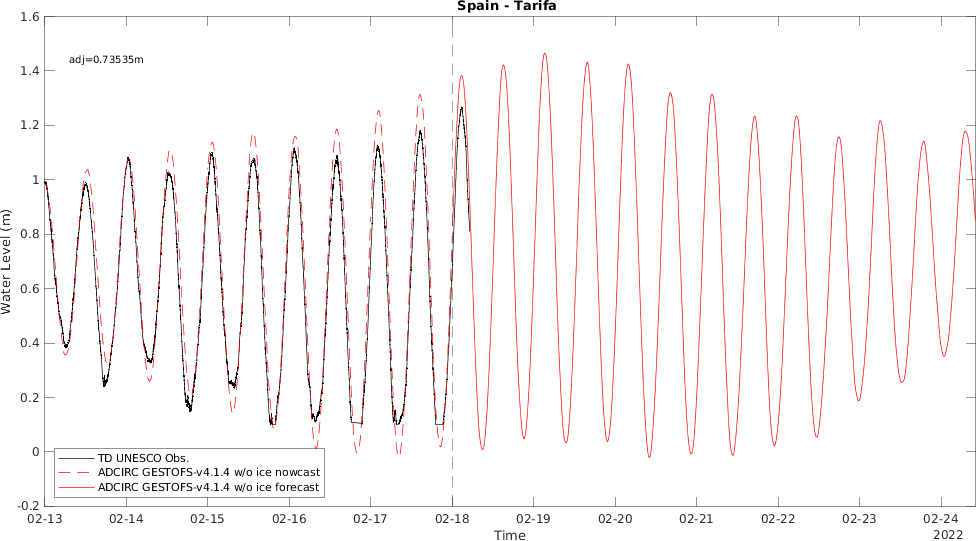 Spain - Tarifa
1.6
1.4
1.2
1
0.8
0.6
0.4
0.2
0
-0.2
Water Level (m)
adj=0.73535m
TD UNESCO Obs.
ADCIRC GESTOFS-v4.1.4 w/o ice nowcast
ADCIRC GESTOFS-v4.1.4 w/o ice forecast
02-13 02-14 02-15 02-16 02-17 02-18 02-19 02-20 02-21 02-22 02-23 02-24
Time
2022